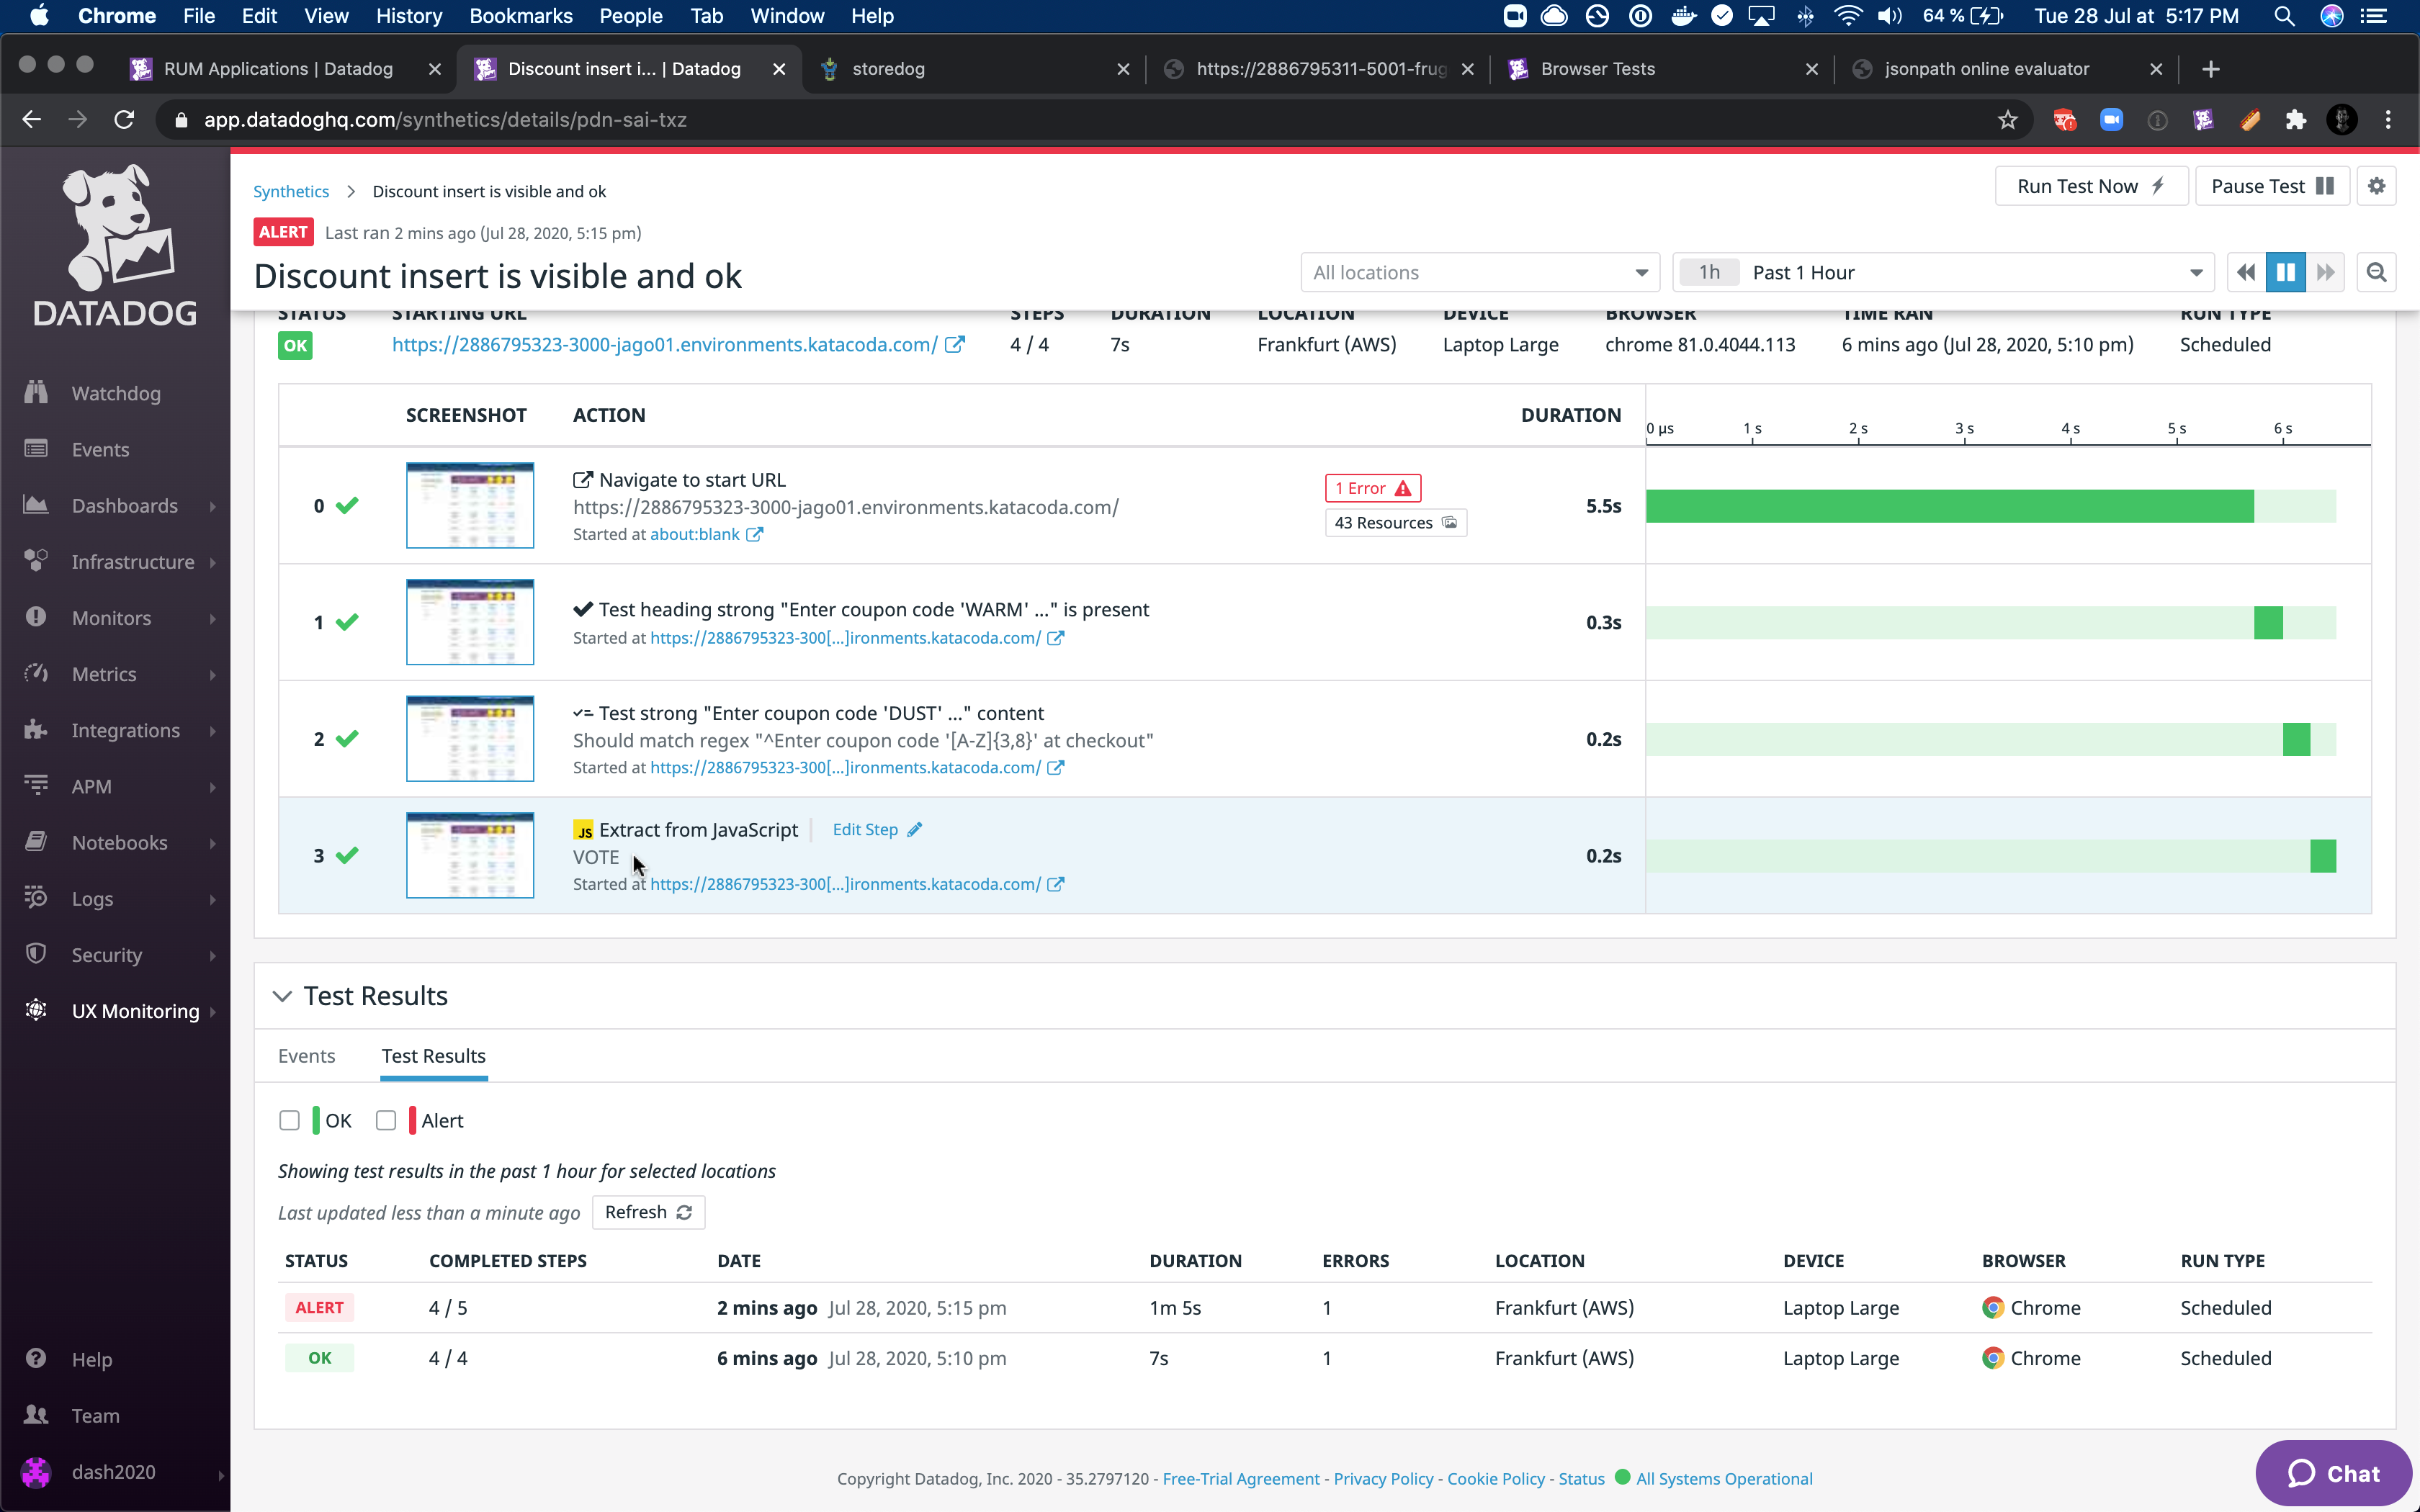 Chrome File Edit View History Bookmarks People Tab Window Help 64 % Tue 28 Jul at 5:17 PM
RUM Applications | Datadog Discount insert i... | Datadog storedog https://2886795311-5001-frug Browser Tests jsonpath online evaluator
app.datadoghq.com/synthetics/details/pdn-sai-txz
DATADOG
Watchdog
Events
Dashboards
Infrastructure
Monitors
Metrics
Integrations
APM
Notebooks
Logs
Security
UX Monitoring
Help
Team
dash2020
Synthetics > Discount insert is visible and ok
Run Test Now Pause Test
ALERT Last ran 2 mins ago (Jul 28, 2020, 5:15 pm)
Discount insert is visible and ok
All locations 1h Past 1 Hour
STATUS STARTING URL STEPS DURATION LOCATION DEVICE BROWSER TIME RAN RUN TYPE
OK https://2886795323-3000-jago01.environments.katacoda.com/ 4 / 4 7s Frankfurt (AWS) Laptop Large chrome 81.0.4044.113 6 mins ago (Jul 28, 2020, 5:10 pm) Scheduled
SCREENSHOT ACTION DURATION
0 µs 1 s 2 s 3 s 4 s 5 s 6 s
0 Navigate to start URL
https://2886795323-3000-jago01.environments.katacoda.com/
Started at about:blank
1 Error
43 Resources
5.5s
1 Test heading strong "Enter coupon code 'WARM' ..." is present
Started at https://2886795323-300[...]ironments.katacoda.com/
0.3s
2 Test strong "Enter coupon code 'DUST' ..." content
Should match regex "^Enter coupon code '[A-Z]{3,8}' at checkout"
Started at https://2886795323-300[...]ironments.katacoda.com/
0.2s
3 JS Extract from JavaScript Edit Step
VOTE
Started at https://2886795323-300[...]ironments.katacoda.com/
0.2s
Test Results
Events Test Results
OK Alert
Showing test results in the past 1 hour for selected locations
Last updated less than a minute ago Refresh
STATUS COMPLETED STEPS DATE DURATION ERRORS LOCATION DEVICE BROWSER RUN TYPE
ALERT 4 / 5 2 mins ago Jul 28, 2020, 5:15 pm 1m 5s 1 Frankfurt (AWS) Laptop Large Chrome Scheduled
OK 4 / 4 6 mins ago Jul 28, 2020, 5:10 pm 7s 1 Frankfurt (AWS) Laptop Large Chrome Scheduled
Copyright Datadog, Inc. 2020 - 35.2797120 - Free-Trial Agreement - Privacy Policy - Cookie Policy - Status All Systems Operational
Chat